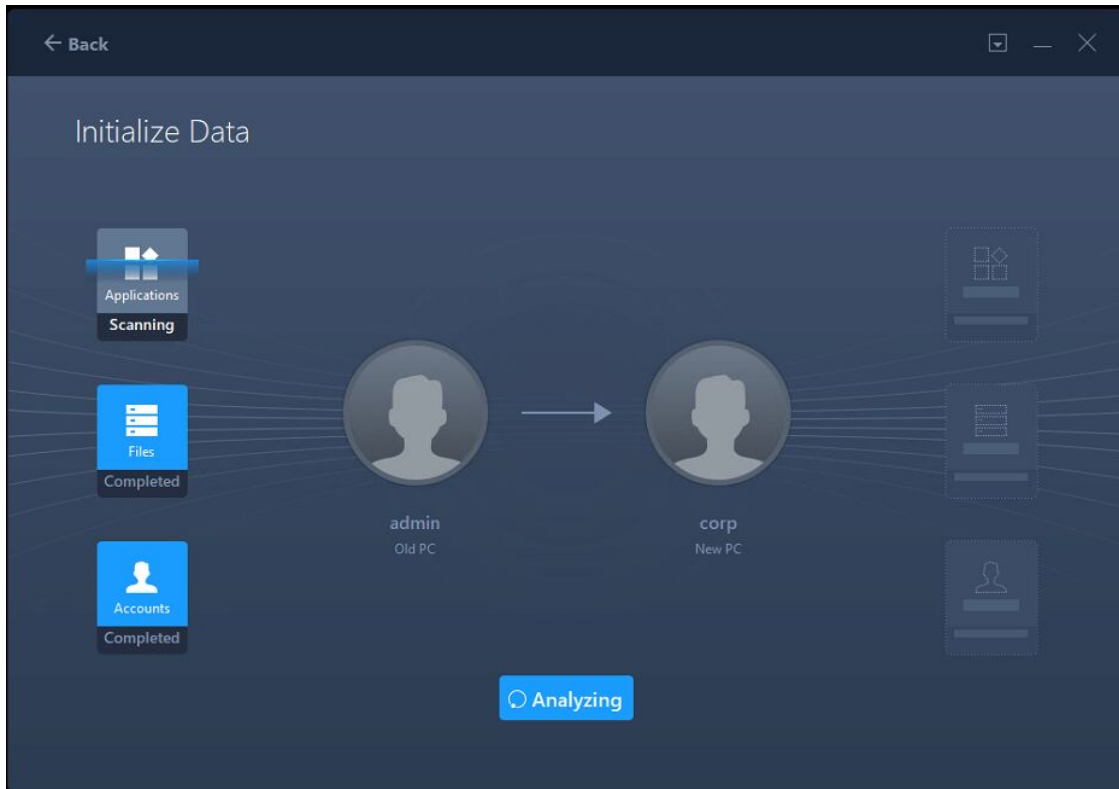 Back
Initialize Data
Applications
Scanning
Files
Completed
Accounts
Completed
admin
Old PC
corp
New PC
Analyzing